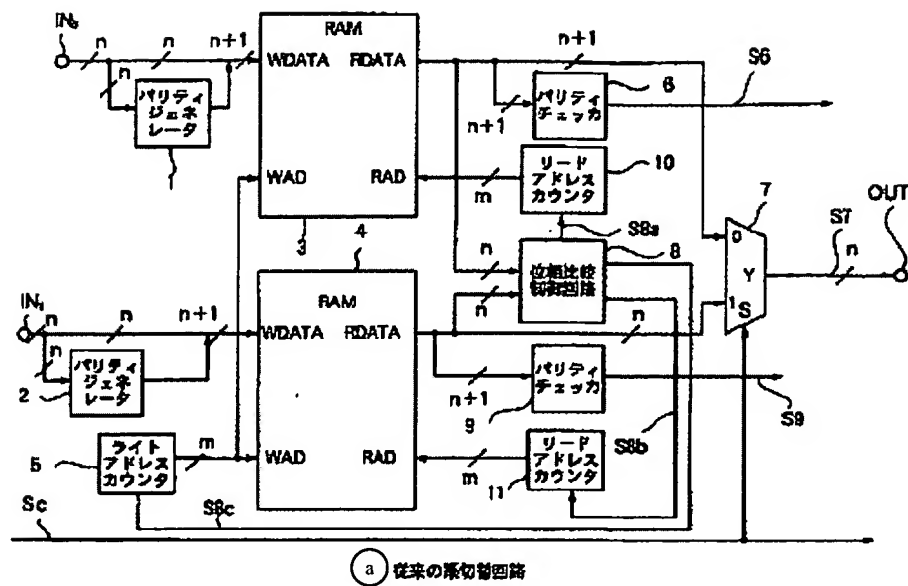 IN₀
n
n
n+1
n
パリティ
ジェネ
レータ
1
RAM
WDATA RDATA
WAD RAD
3
n+1
n+1
パリティ
チェッカ
6
S6
リード
アドレス
カウンタ
10
m
S8a
位相比較
制御回路
8
n
n
7
0
Y
1
S
S7
n
OUT
4
IN₁
n
n
n+1
n
パリティ
ジェネ
レータ
2
RAM
WDATA RDATA
WAD RAD
n
n+1
パリティ
チェッカ
9
S9
S8b
リード
アドレス
カウンタ
11
m
ライト
アドレス
カウンタ
5
m
S8c
Sc
a 従来の系切替回路